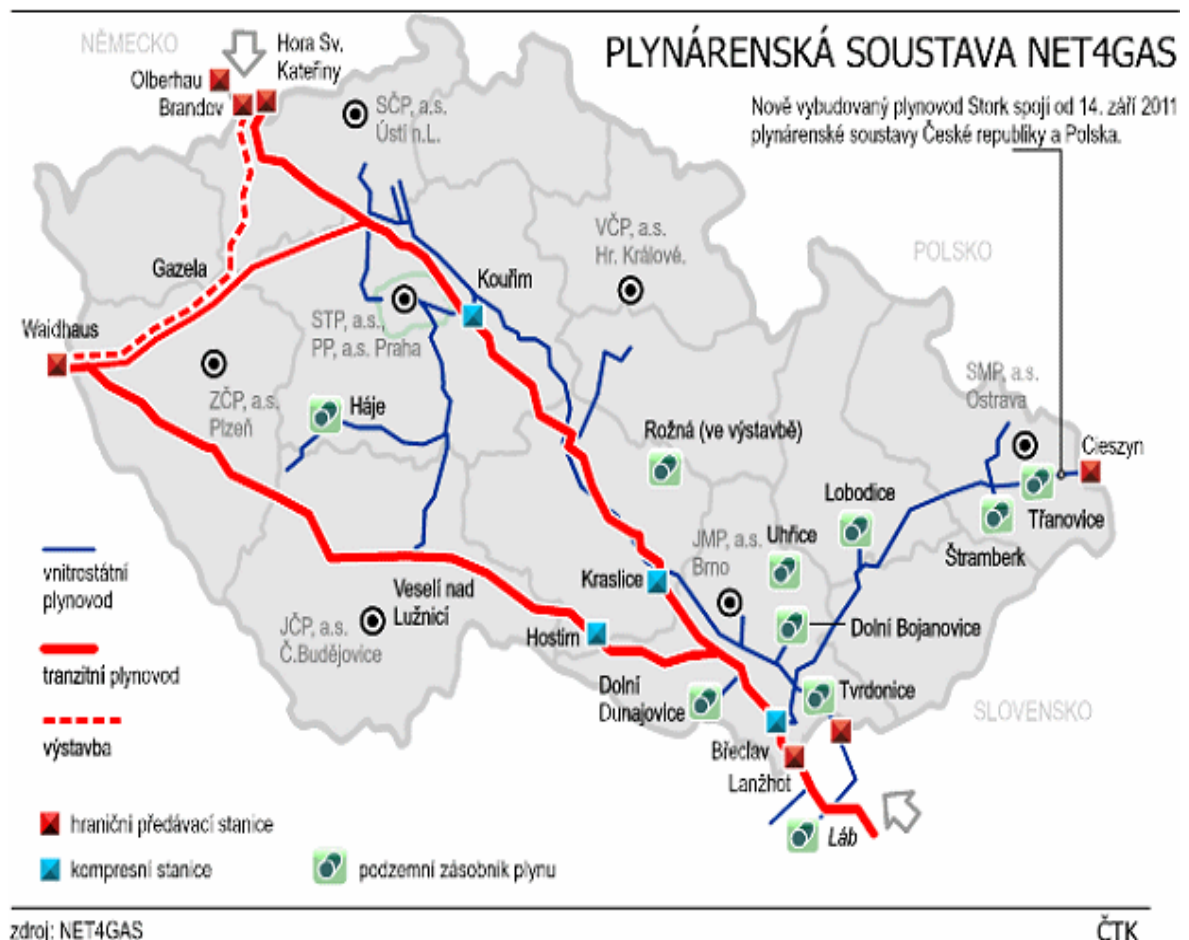 PLYNÁRENSKÁ SOUSTAVA NET4GAS
Nově vybudovaný plynovod Stork spojí od 14. září 2011
plynárenské soustavy České republiky a Polska.
NĚMECKO
Olberhau
Brandov
Hora Sv.
Kateřiny
SČP, a.s.
Ústí n.L.
VČP, a.s.
Hr. Králové.
POLSKO
Gazela
Kouřim
Waidhaus
STP, a.s.,
PP, a.s. Praha
ZČP, a.s.
Plzeň
Háje
SMP, a.s.
Ostrava
Cieszyn
Rožná (ve výstavbě)
Lobodice
Třanovice
Uhřice
Štramberk
JMP, a.s.
Brno
Kraslice
Veselí nad
Lužnicí
JČP, a.s.
Č.Budějovice
Hostim
Dolní Bojanovice
Dolní
Dunajovice
Tvrdonice
SLOVENSKO
Břeclav
Lanžhot
Láb
vnitrostátní
plynovod
tranzitní plynovod
výstavba
hraniční předávací stanice
kompresní stanice
podzemní zásobník plynu
zdroj: NET4GAS
ČTK